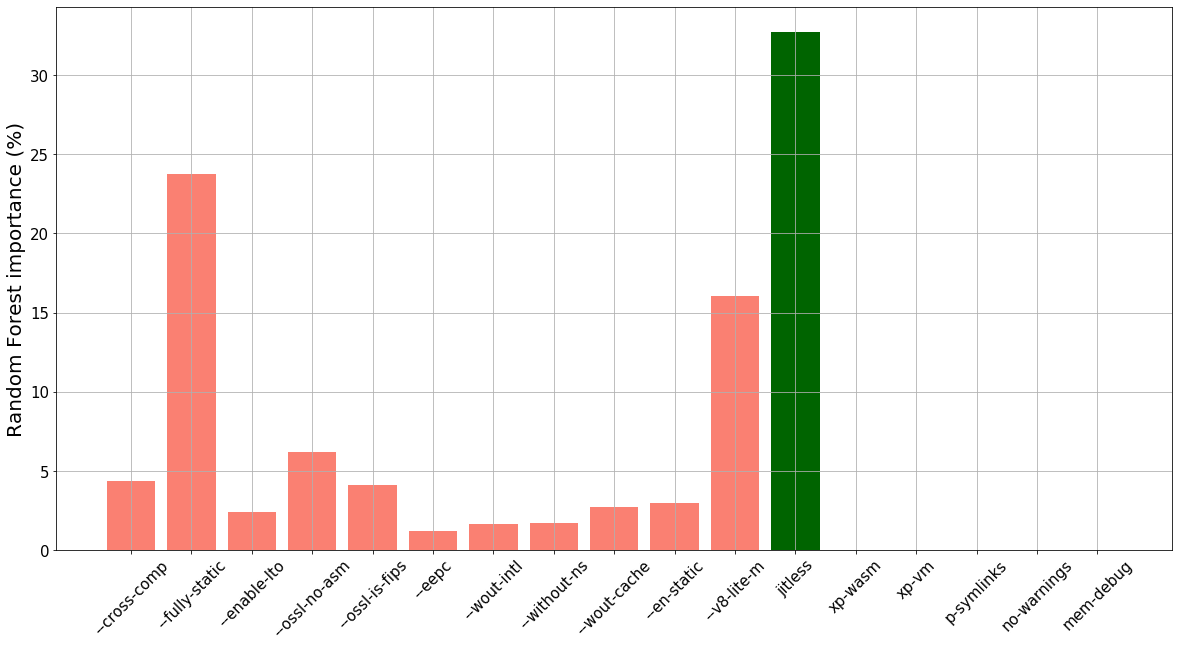 Random Forest importance (%)
30
25
20
15
10
5
0
--cross-comp
--fully-static
--enable-lto
--ossl-no-asm
--ossl-is-fips
--eepc
--wout-intl
--without-ns
--wout-cache
--en-static
--v8-lite-m
jitless
xp-wasm
xp-vm
p-symlinks
no-warnings
mem-debug